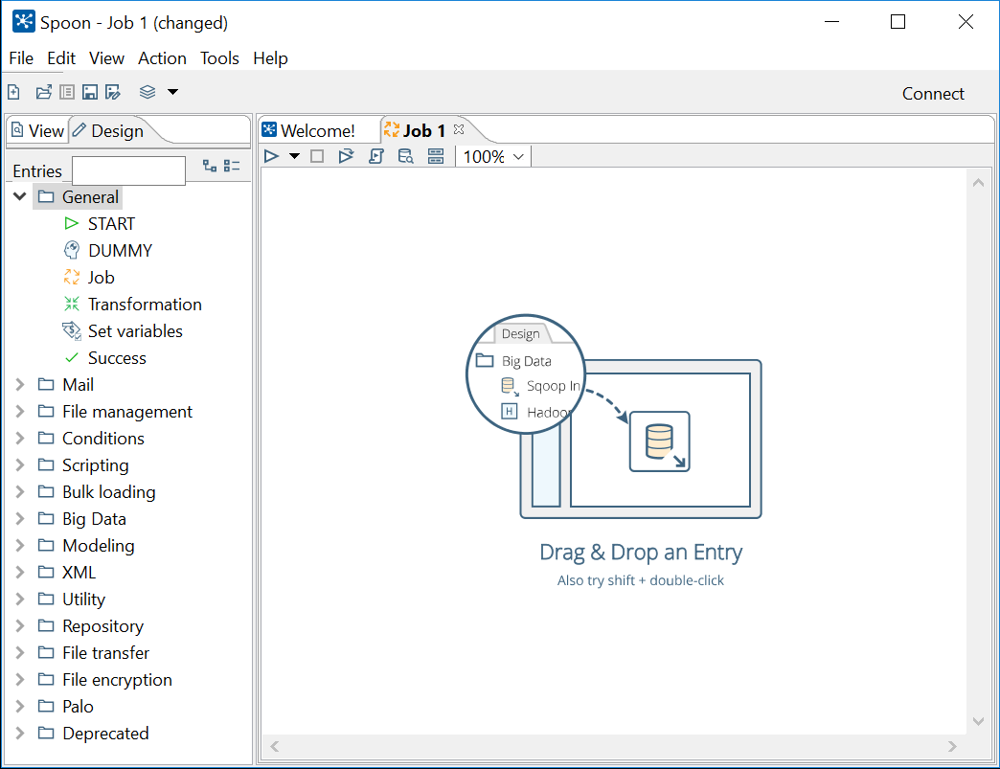 Spoon - Job 1 (changed)
File Edit View Action Tools Help
Connect
View Design
Welcome! Job 1
100%
Entries
General
START
DUMMY
Job
Transformation
Set variables
Success
Mail
File management
Conditions
Scripting
Bulk loading
Big Data
Modeling
XML
Utility
Repository
File transfer
File encryption
Palo
Deprecated
Design
Big Data
Sqoop In
H Hadoo
Drag & Drop an Entry
Also try shift + double-click